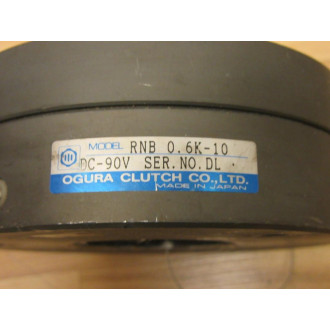 MODEL RNB 0.6K-10
DC-90V SER.NO.DL
OGURA CLUTCH CO.,LTD.
MADE IN JAPAN